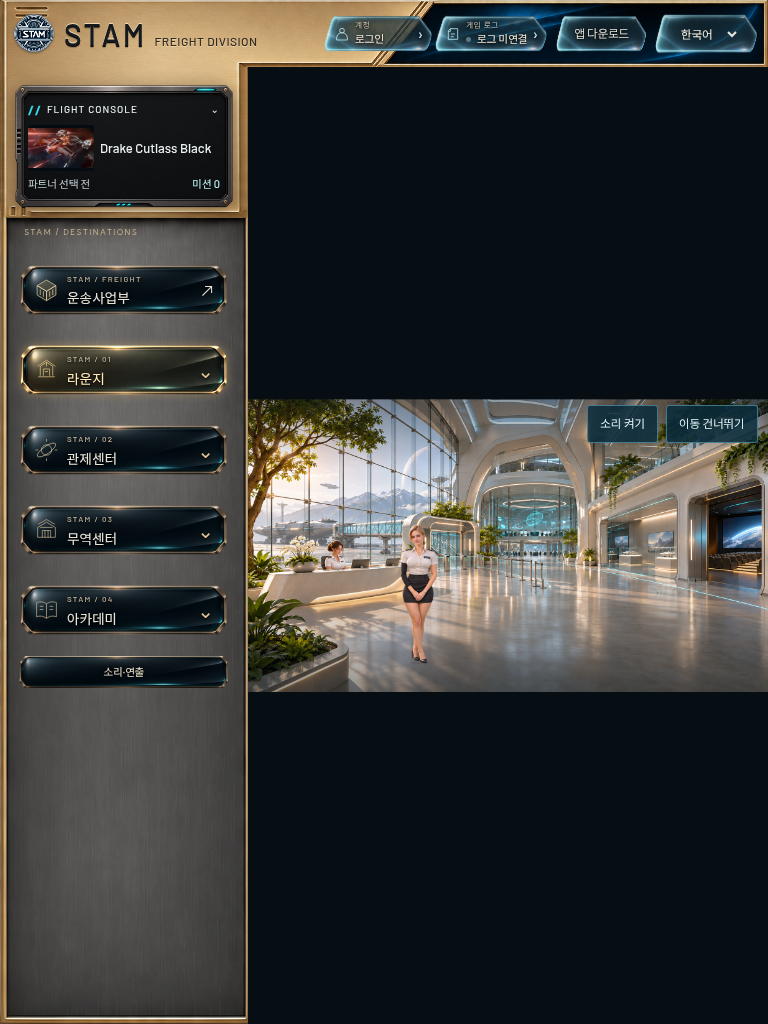 STAM
STAM FREIGHT DIVISION
계정
로그인
게임 로그
로그 미연결
앱 다운로드
한국어
// FLIGHT CONSOLE
Drake Cutlass Black
파트너 선택 전
미션 0
STAM / DESTINATIONS
STAM / FREIGHT
운송사업부
STAM / 01
라운지
STAM / 02
관제센터
STAM / 03
무역센터
STAM / 04
아카데미
소리·연출
소리 켜기
이동 건너뛰기